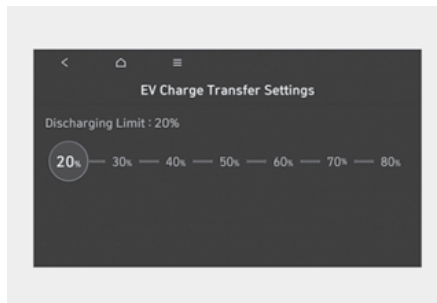 EV Charge Transfer Settings
Discharging Limit : 20%
20% 30% 40% 50% 60% 70% 80%